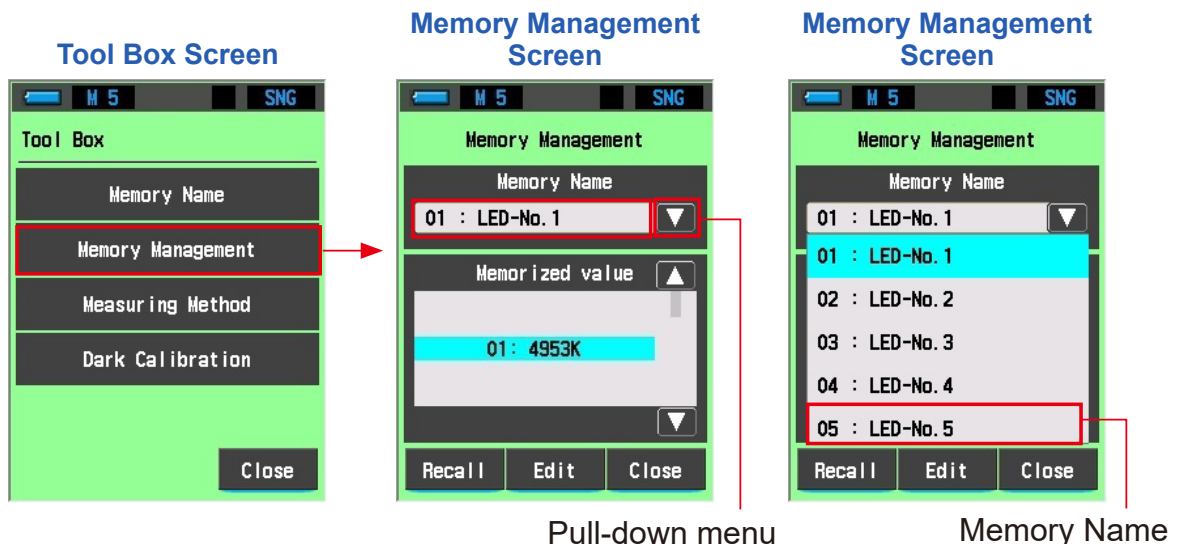 Tool Box Screen
M 5 SNG
Tool Box
Memory Name
Memory Management
Measuring Method
Dark Calibration
Close
Memory Management
Screen
M 5 SNG
Memory Management
Memory Name
01 : LED-No. 1
Memorized value
01: 4953K
Recall Edit Close
Pull-down menu
Memory Management
Screen
M 5 SNG
Memory Management
Memory Name
01 : LED-No. 1
01 : LED-No. 1
02 : LED-No. 2
03 : LED-No. 3
04 : LED-No. 4
05 : LED-No. 5
Recall Edit Close
Memory Name